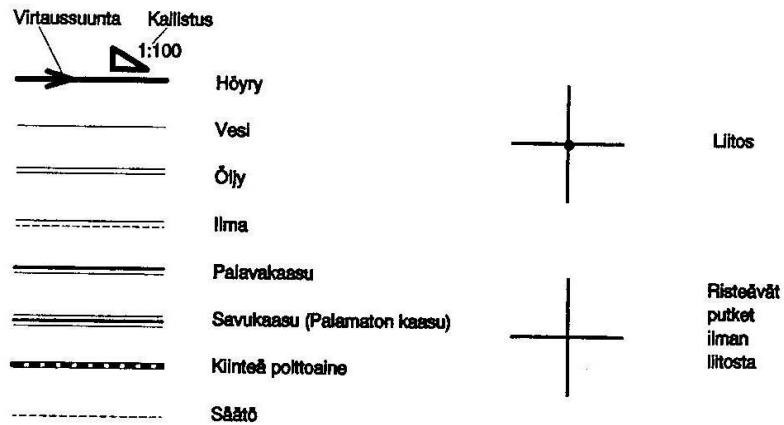 Virtaussuunta Kallistus
1:100
Höyry
Vesi
Öljy
Ilma
Palavakaasu
Savukaasu (Palamaton kaasu)
Kiinteä polttoaine
Säätö
Liitos
Risteävät
putket
ilman
liitosta